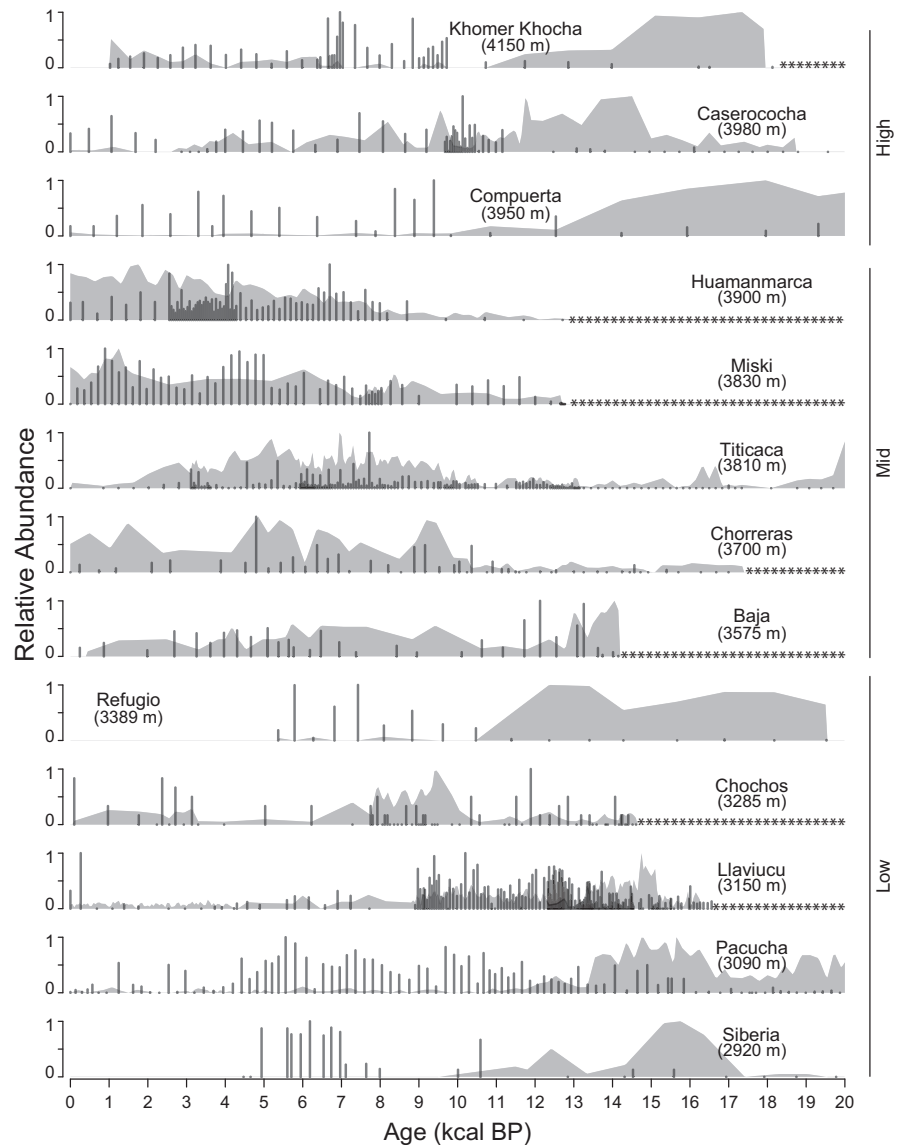 1
Khomer Khocha
(4150 m)
0
********
1
Caserococha
(3980 m)
0
1
Compuerta
(3950 m)
0
High
1
Huamanmarca
(3900 m)
0
1
Miski
(3830 m)
0
1
Titicaca
(3810 m)
0
1
Chorreras
(3700 m)
0
1
Baja
(3575 m)
0
Mid
1
Refugio
(3389 m)
0
1
Chochos
(3285 m)
0
1
Llaviucu
(3150 m)
0
1
Pacucha
(3090 m)
0
1
Siberia
(2920 m)
0
Low
Relative Abundance
0 1 2 3 4 5 6 7 8 9 10 11 12 13 14 15 16 17 18 19 20
Age (kcal BP)